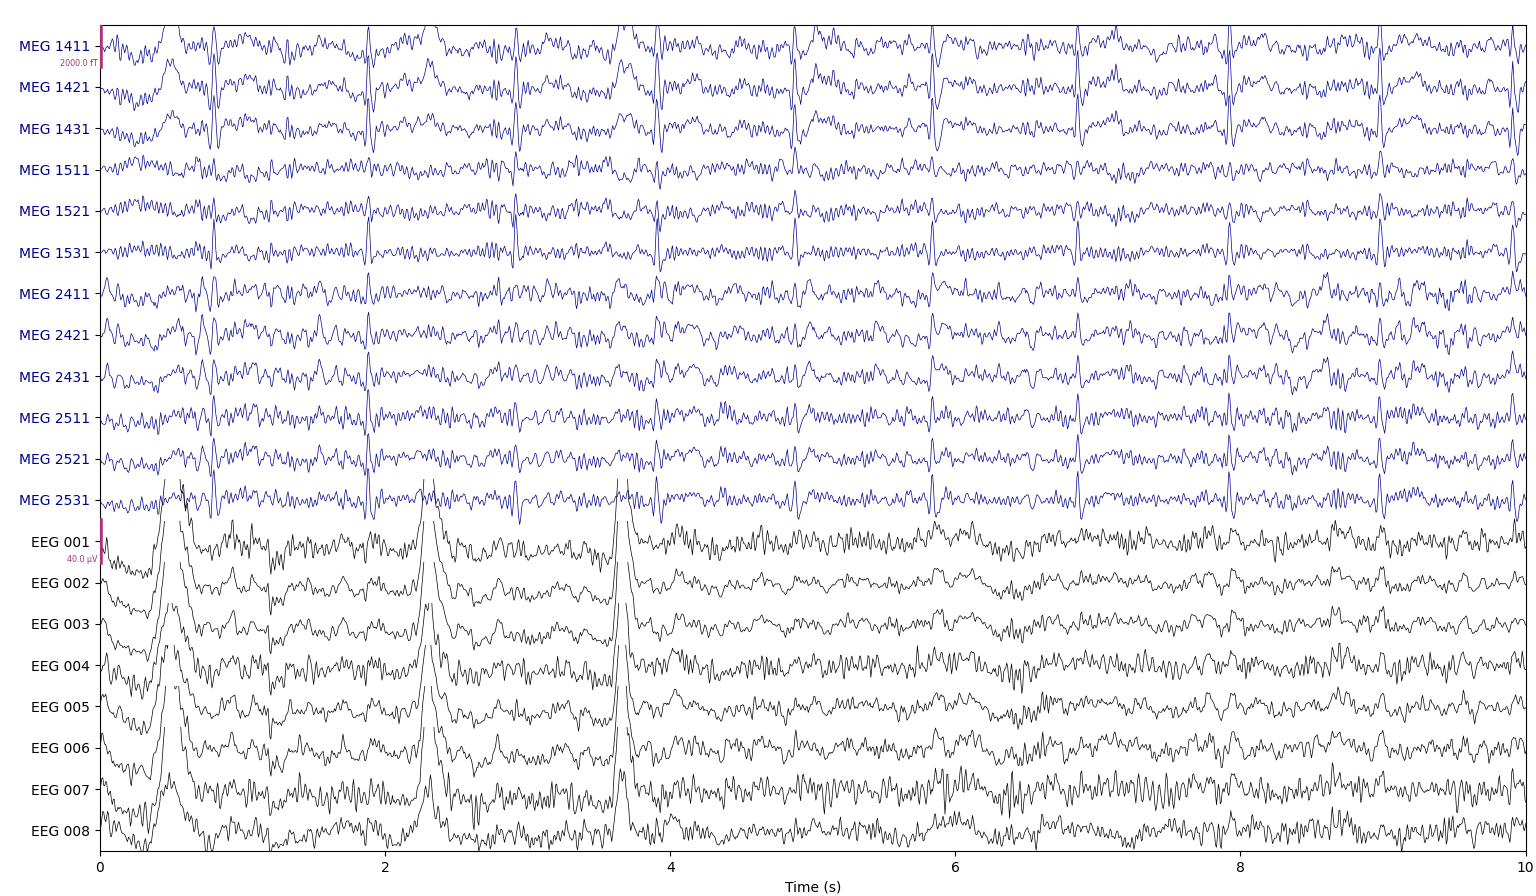 MEG 1411
2000.0 fT
MEG 1421
MEG 1431
MEG 1511
MEG 1521
MEG 1531
MEG 2411
MEG 2421
MEG 2431
MEG 2511
MEG 2521
MEG 2531
EEG 001
40.0 µV
EEG 002
EEG 003
EEG 004
EEG 005
EEG 006
EEG 007
EEG 008
0 2 4 6 8 10
Time (s)